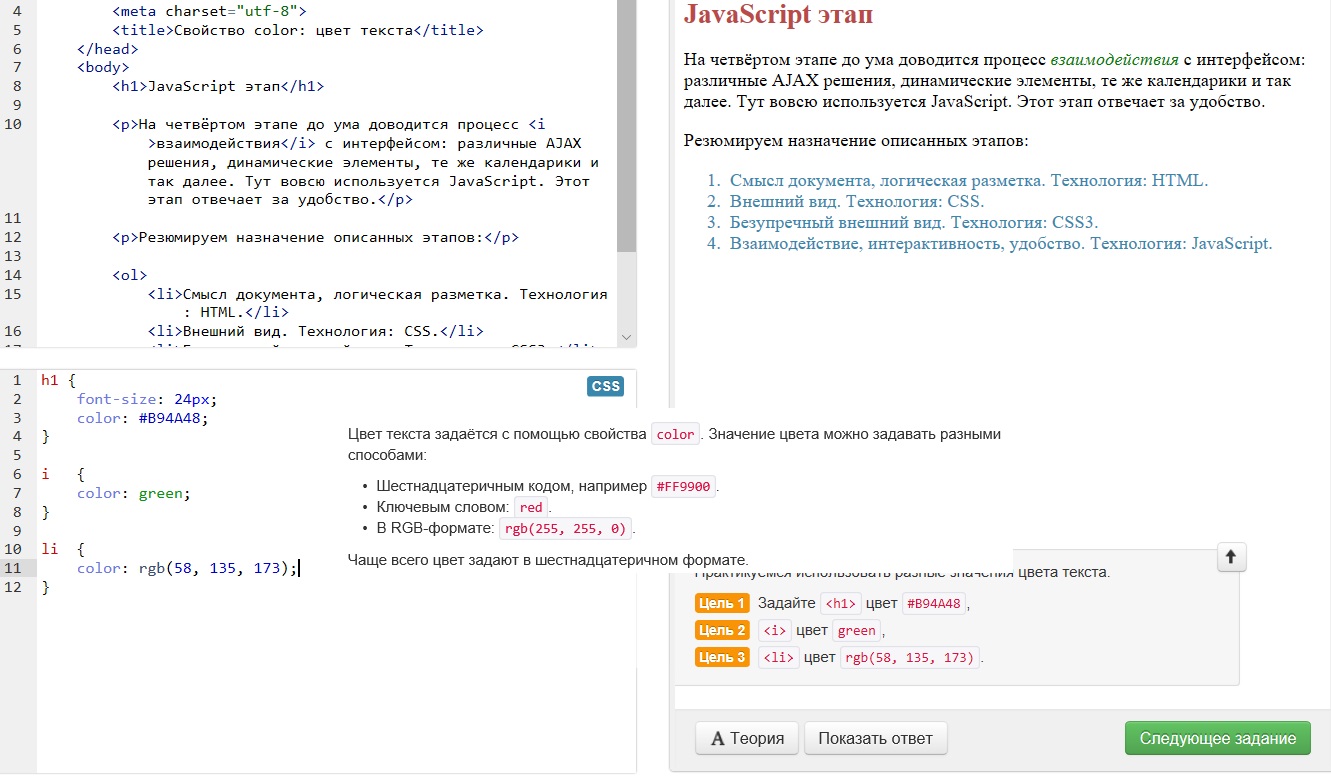 4 <meta charset="utf-8">
5 <title>Свойство color: цвет текста</title>
6 </head>
7 <body>
8 <h1>JavaScript этап</h1>
9
10 <p>На четвёртом этапе до ума доводится процесс <i
>взаимодействия</i> с интерфейсом: различные AJAX
решения, динамические элементы, те же календарики и
так далее. Тут вовсю используется JavaScript. Этот
этап отвечает за удобство.</p>
11
12 <p>Резюмируем назначение описанных этапов:</p>
13
14 <ol>
15 <li>Смысл документа, логическая разметка. Технология
: HTML.</li>
16 <li>Внешний вид. Технология: CSS.</li>
JavaScript этап
На четвёртом этапе до ума доводится процесс взаимодействия с интерфейсом:
различные AJAX решения, динамические элементы, те же календарики и так
далее. Тут вовсю используется JavaScript. Этот этап отвечает за удобство.
Резюмируем назначение описанных этапов:
1. Смысл документа, логическая разметка. Технология: HTML.
2. Внешний вид. Технология: CSS.
3. Безупречный внешний вид. Технология: CSS3.
4. Взаимодействие, интерактивность, удобство. Технология: JavaScript.
CSS
1 h1 {
2 font-size: 24px;
3 color: #B94A48;
4 }
5
6 i {
7 color: green;
8 }
9
10 li {
11 color: rgb(58, 135, 173);
12 }
Цвет текста задаётся с помощью свойства color. Значение цвета можно задавать разными
способами:
• Шестнадцатеричным кодом, например #FF9900.
• Ключевым словом: red.
• В RGB-формате: rgb(255, 255, 0).
Чаще всего цвет задают в шестнадцатеричном формате.
Практикуемся использовать разные значения цвета текста.
Цель 1 Задайте <h1> цвет #B94A48,
Цель 2 <i> цвет green,
Цель 3 <li> цвет rgb(58, 135, 173).
А Теория
Показать ответ
Следующее задание